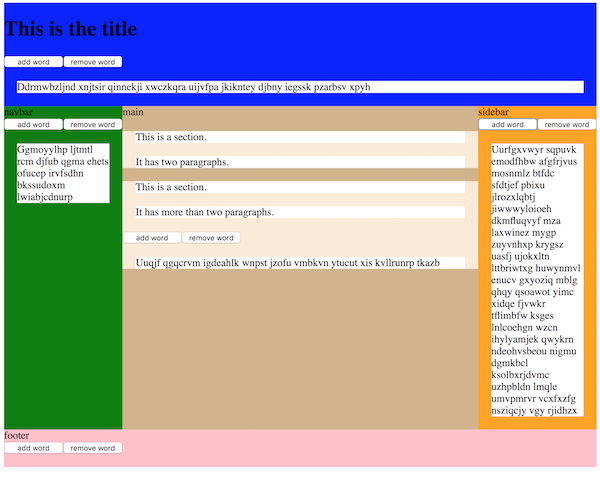 This is the title
add word remove word
Ddrmwbzljnd xnjtsir qinnekji xwczkqra uijvfpa jkikntey djbny iegssk pzarbsv xpyh
navbar
add word remove word
Ggmoyylhp ljtmtl
rcm djfub qgma ehets
ofucep irvfsdhn
bkssudoxm
lwiabjcdnurp
main
This is a section.
It has two paragraphs.
This is a section.
It has more than two paragraphs.
add word remove word
Uuqjf qgqcrvm igdeahlk wnpst jzofu vmbkvn ytucut xis kvllrunrp tkazb
sidebar
add word remove word
Uurfgxvwyr sqpuvk
emodfhbw afgfrjvus
mosnmlz btfdc
sfdtjef pbixu
jlrozxlqbtj
jiwwwyloioeh
dkmfluqvyf mza
laxwinez mygp
zuyvnhxp krygsz
uasfj ujokxltn
lttbriwtxg huwynmvl
enucv gxyoziq mblg
qhqy qsoawot yimc
xidqe fjvwkr
tflimbfw ksges
lnlcoehgn wzcn
ihylyamjek qwykrn
ndeohvsbeou nigmu
dgmkbcl
ksolbxrjdvmc
uzhpbldn lmqle
umvpmrvr vcxfxzfg
nsziqcjy vgy rjidhzx
footer
add word remove word